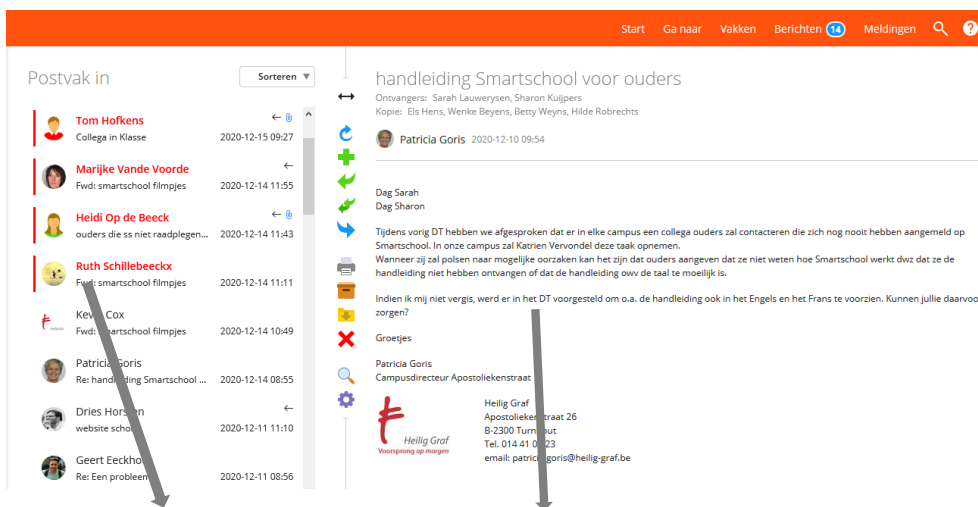 Start Ga naar Vakken Berichten 14 Meldingen ?
Postvak in
Sorteren
Tom Hofkens
Collega in Klasse 2020-12-15 09:27
Marijke Vande Voorde
Fwd: smartschool filmpjes 2020-12-14 11:55
Heidi Op de Beeck
ouders die ss niet raadplegen... 2020-12-14 11:43
Ruth Schillebeeckx
Fwd: smartschool filmpjes 2020-12-14 11:11
Cox
Fwd: smartschool filmpjes 2020-12-14 10:49
Patricia Goris
Re: handleiding Smartschool ... 2020-12-14 08:55
Dries
website 2020-12-11 11:10
Geert
Re: Een probleem 2020-12-11 08:56
handleiding Smartschool voor ouders
Ontvangers: Sarah Lauwerysen, Sharon Kuijpers
Kopie: Els Hens, Wenke Beyens, Betty Weyns, Hilde Robrechts
Patricia Goris 2020-12-10 09:54
Dag Sarah
Dag Sharon
Tijdens vorig DT hebben we afgesproken dat er in elke campus een collega ouders zal contacteren die zich nog nooit hebben aangemeld op
Smartschool. In onze campus zal Katrien Vervondel deze taak opnemen.
Wanneer zij zal polsen naar mogelijke oorzaken kan het zijn dat ouders aangeven dat ze niet weten hoe Smartschool werkt dwz dat ze de
handleiding niet hebben ontvangen of dat de handleiding owv de taal te moeilijk is.
Indien ik mij niet vergis, werd er in het DT voorgesteld om o.a. de handleiding ook in het Engels en het Frans te voorzien. Kunnen jullie daarvoo
zorgen?
Groetjes
Patricia Goris
Campusdirecteur Apostoliekenstraat
Heilig Graf
Voorsprong op morgen
Heilig Graf
Apostoliekenstraat 26
B-2300 Turnhout
Tel. 014 41
email: patricia.goris@heilig-graf.be